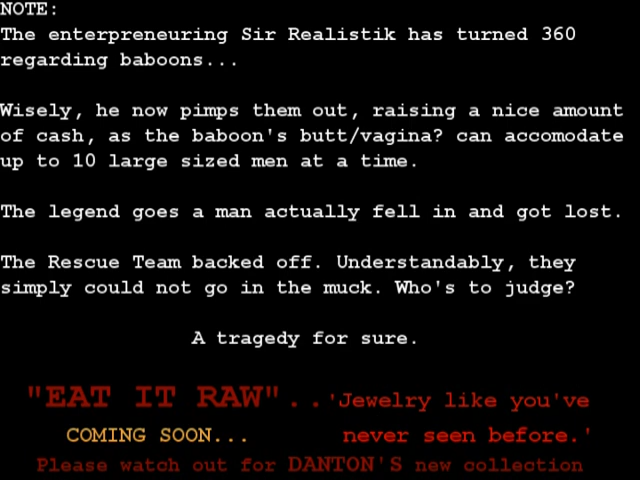 NOTE:
The enterpreneuring Sir Realistik has turned 360
regarding baboons...
Wisely, he now pimps them out, raising a nice amount
of cash, as the baboon's butt/vagina? can accomodate
up to 10 large sized men at a time.
The legend goes a man actually fell in and got lost.
The Rescue Team backed off. Understandably, they
simply could not go in the muck. Who's to judge?
A tragedy for sure.
"EAT IT RAW"..'Jewelry like you've
COMING SOON... never seen before.'
Please watch out for DANTON'S new collection